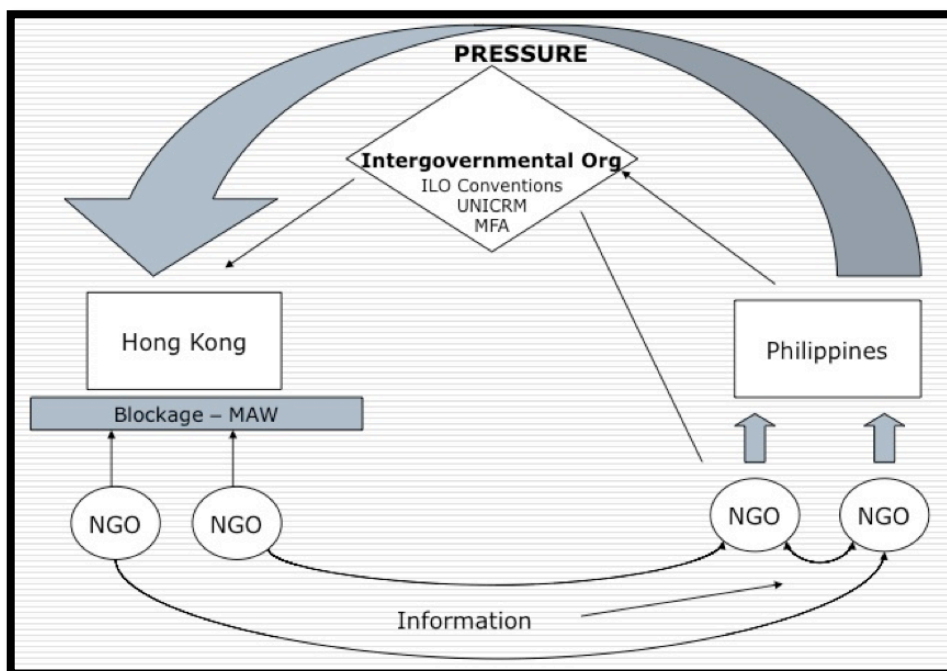 PRESSURE
Intergovernmental Org
ILO Conventions
UNICRM
MFA
Hong Kong
Philippines
Blockage – MAW
NGO
NGO
NGO
NGO
Information